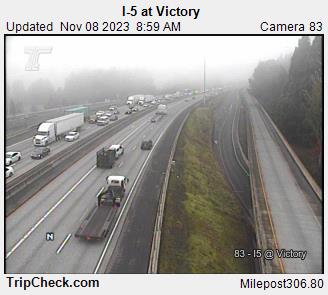 I-5 at Victory
Updated Nov 08 2023 8:59 AM Camera 83
N
83 - I5 @ Victory
TripCheck.com Milepost306.80